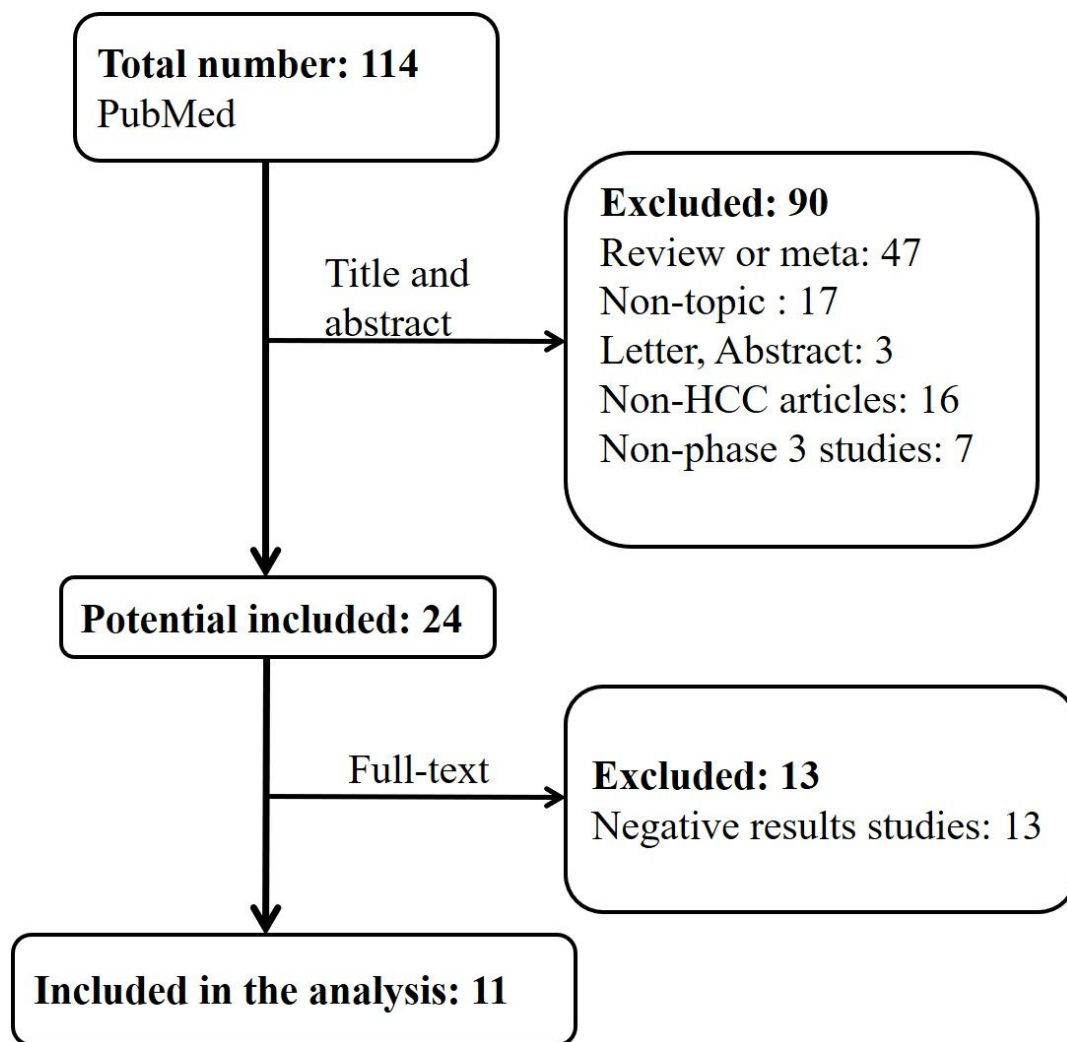 Total number: 114
PubMed
Title and
abstract
Excluded: 90
Review or meta: 47
Non-topic : 17
Letter, Abstract: 3
Non-HCC articles: 16
Non-phase 3 studies: 7
Potential included: 24
Full-text
Excluded: 13
Negative results studies: 13
Included in the analysis: 11